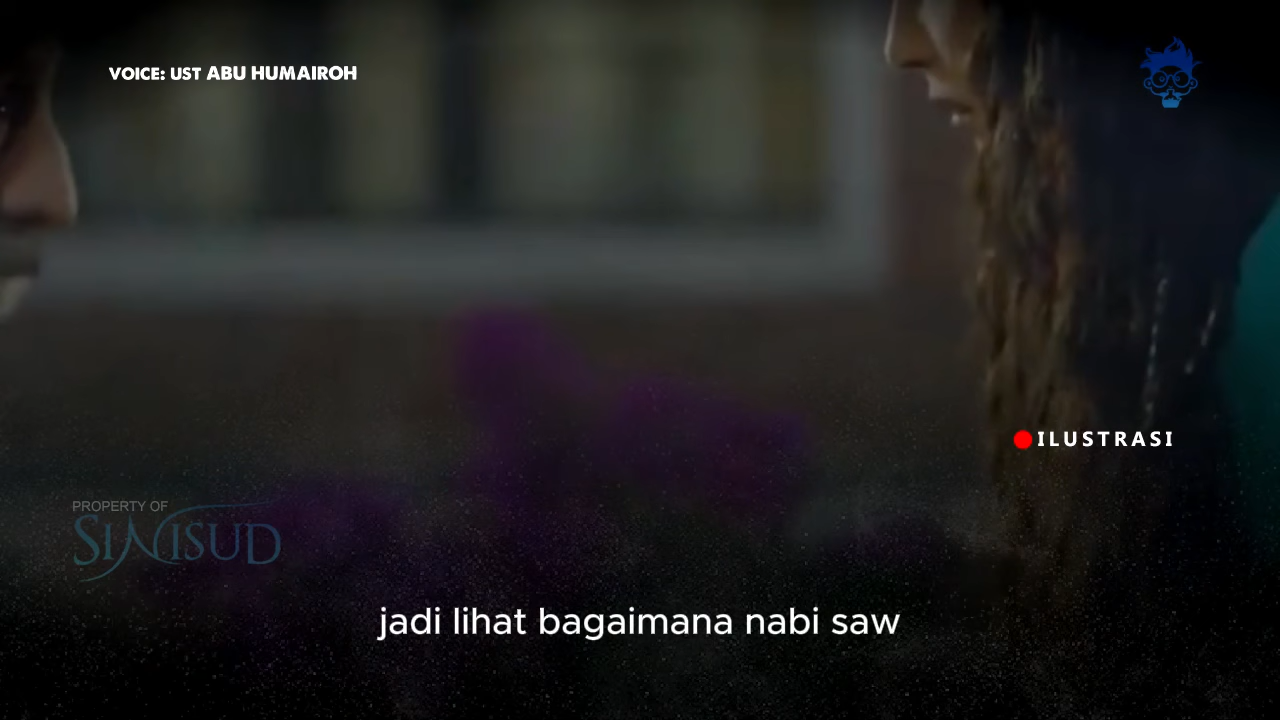 VOICE: UST ABU HUMAIROH
ILUSTRASI
PROPERTY OF
SINISUD
jadi lihat bagaimana nabi saw